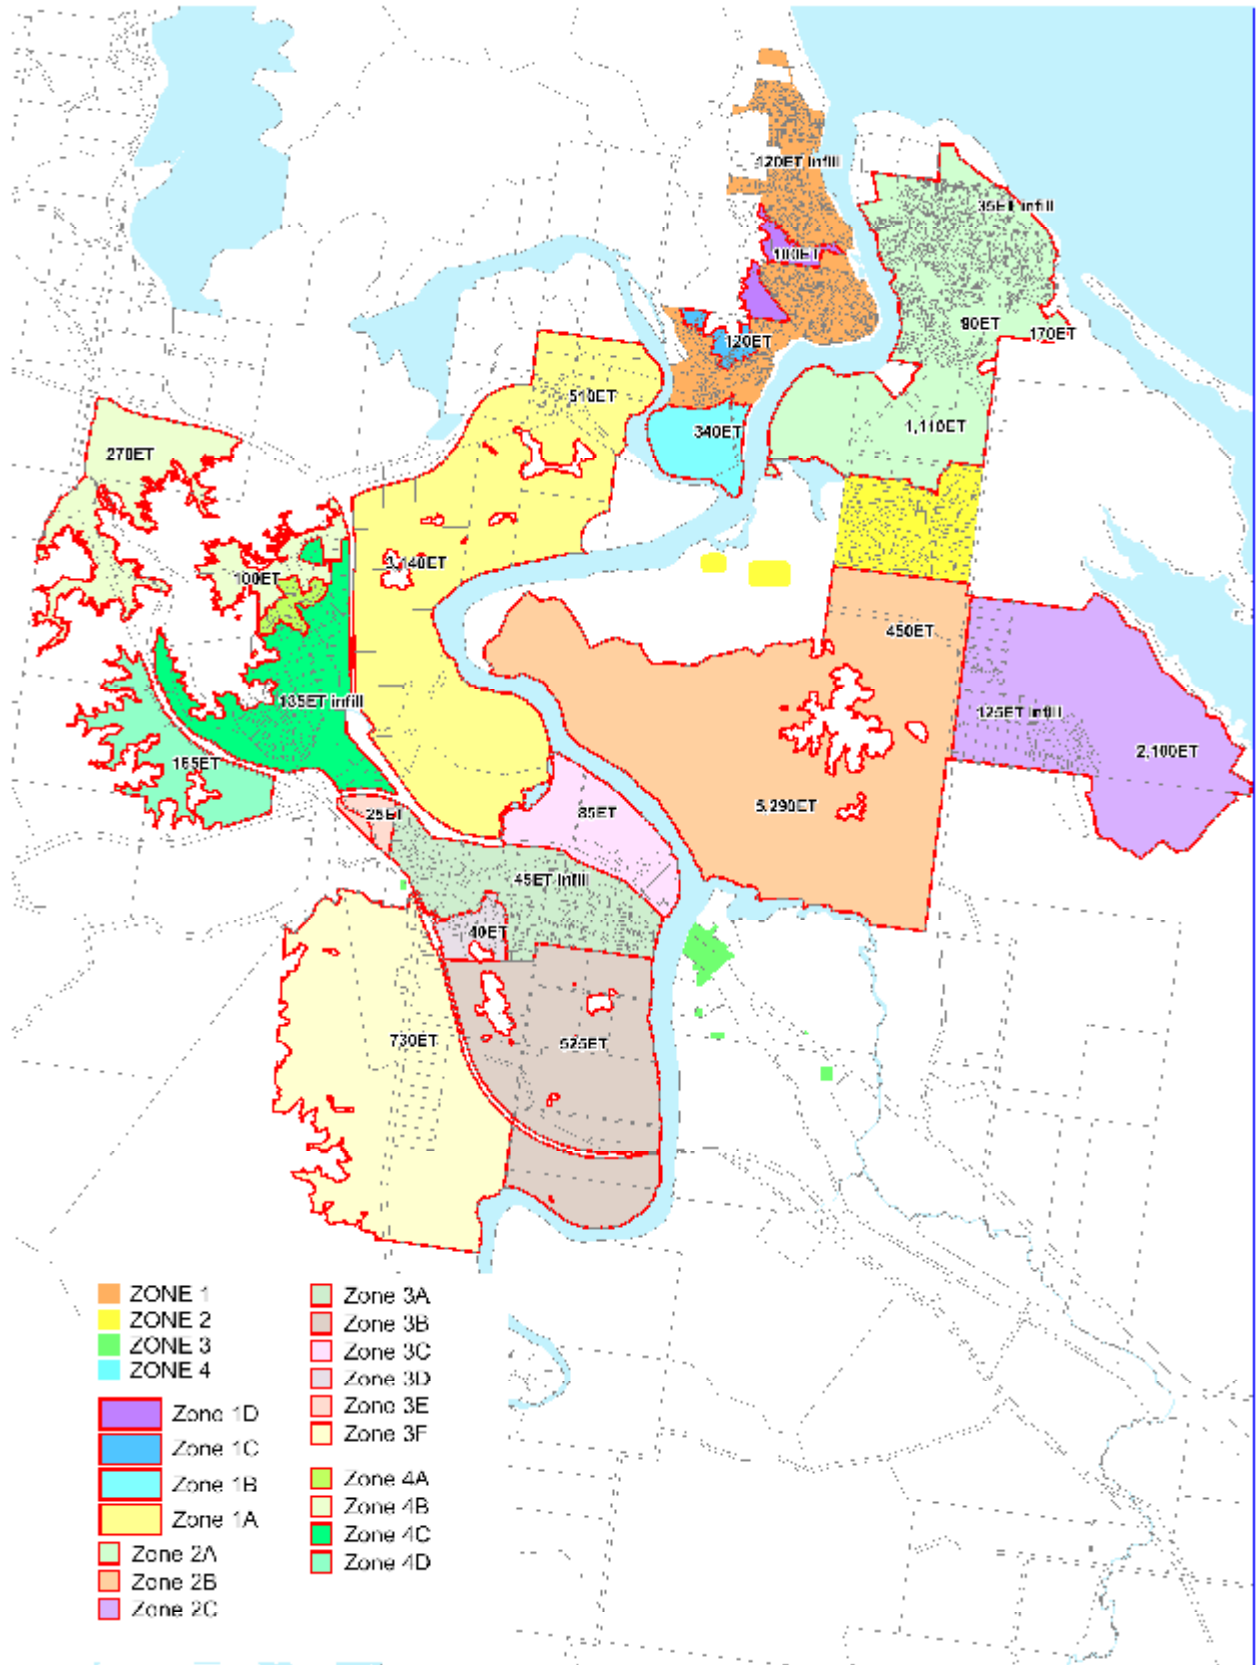 120ET infill
35ET infill
100ET
90ET
170ET
120ET
510ET
1,110ET
340ET
270ET
3,140ET
100ET
450ET
135ET infill
125ET infill
2,100ET
165ET
5,290ET
25ET
85ET
45ET infill
40ET
730ET
525ET
ZONE 1
ZONE 2
ZONE 3
ZONE 4
Zone 1D
Zone 1C
Zone 1B
Zone 1A
Zone 2A
Zone 2B
Zone 2C
Zone 3A
Zone 3B
Zone 3C
Zone 3D
Zone 3E
Zone 3F
Zone 4A
Zone 4B
Zone 4C
Zone 4D